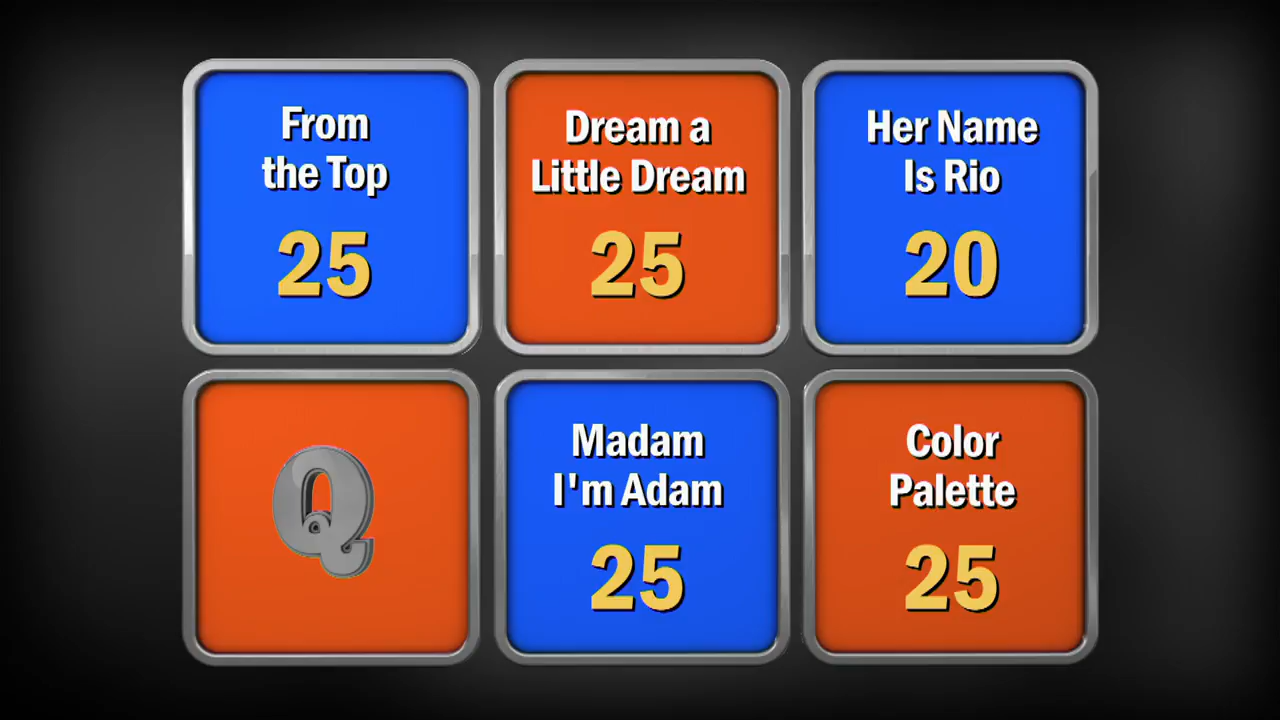 From
the Top
25
Dream a
Little Dream
25
Her Name
Is Rio
20
Q
Madam
I'm Adam
25
Color
Palette
25